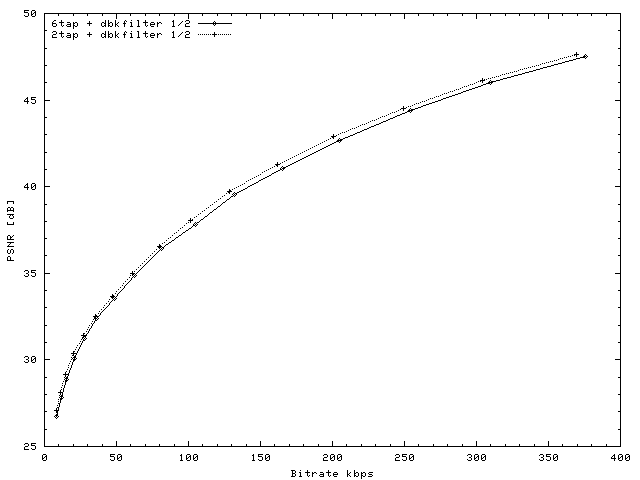 50
6tap + dbkfilter 1/2
2tap + dbkfilter 1/2
45
40
PSNR [dB]
35
30
25
0 50 100 150 200 250 300 350 400
Bitrate kbps